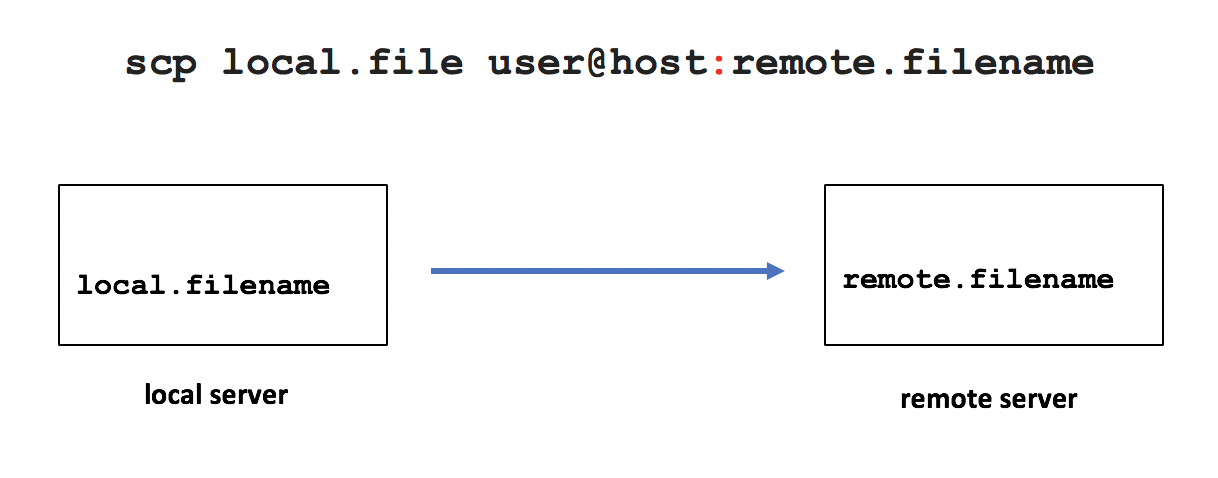 scp local.file user@host:remote.filename
local.filename
remote.filename
local server
remote server